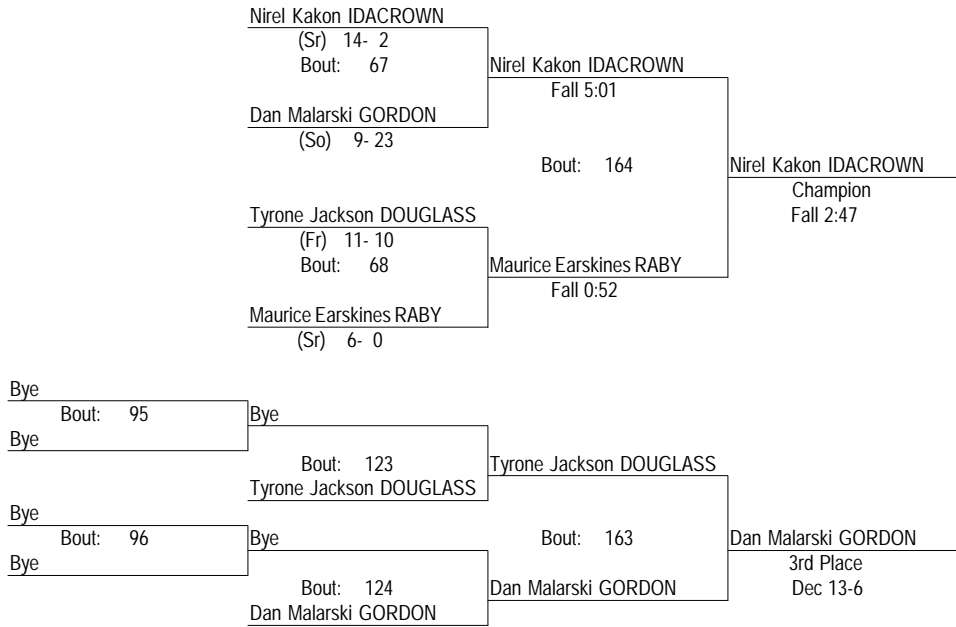 Nirel Kakon IDACROWN
(Sr) 14- 2
Bout: 67
Nirel Kakon IDACROWN
Fall 5:01
Dan Malarski GORDON
(So) 9- 23
Bout: 164
Nirel Kakon IDACROWN
Champion
Fall 2:47
Tyrone Jackson DOUGLASS
(Fr) 11- 10
Bout: 68
Maurice Earskines RABY
Fall 0:52
Maurice Earskines RABY
(Sr) 6- 0
Bye
Bout: 95
Bye
Bye
Bout: 123
Tyrone Jackson DOUGLASS
Tyrone Jackson DOUGLASS
Bye
Bout: 96
Bye
Bye
Bout: 163
Dan Malarski GORDON
3rd Place
Dec 13-6
Bout: 124
Dan Malarski GORDON
Dan Malarski GORDON